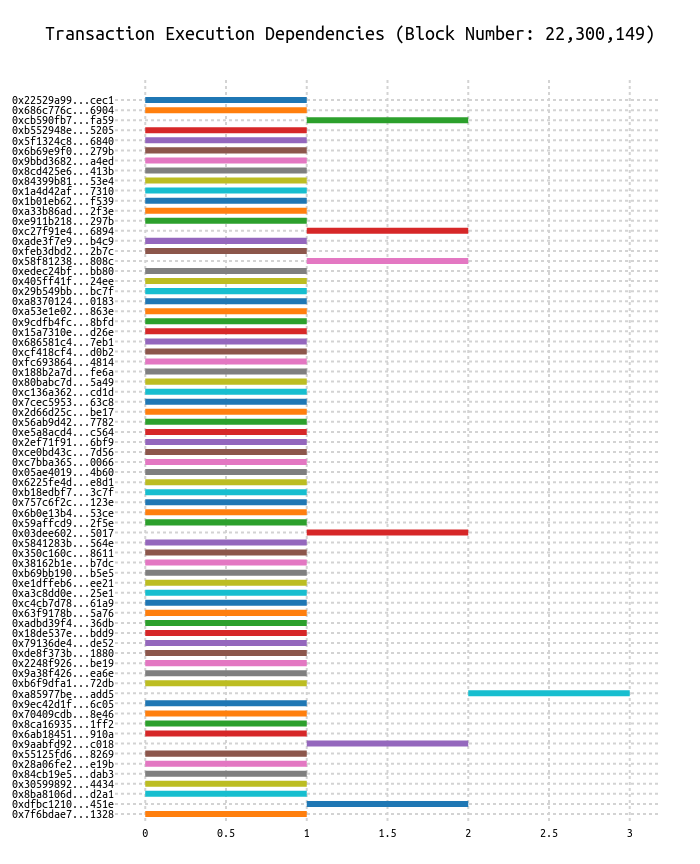 Transaction Execution Dependencies (Block Number: 22,300,149)
0x22529a99...cec1
0x686c776c...6904
0xcb590fb7...fa59
0xb552948e...5205
0x5f1324c8...6840
0x6b69e9f0...279b
0x9bbd3682...a4ed
0x8cd425e6...413b
0x84399b81...53e4
0x1a4d42af...7310
0x1b01eb62...f539
0xa33b86ad...2f3e
0xe911b218...297b
0xc27f91e4...6894
0xade3f7e9...b4c9
0xfeb3dbd2...2b7c
0x58f81238...808c
0xedec24bf...bb80
0x405ff41f...24ee
0x29b549bb...bc7f
0xa8370124...0183
0xa53e1e02...863e
0x9cdfb4fc...8bfd
0x15a7310e...d26e
0x686581c4...7eb1
0xcf418cf4...d0b2
0xfc693864...4814
0x188b2a7d...fe6a
0x80babc7d...5a49
0xc136a362...cd1d
0x7cec5953...63c8
0x2d66d25c...be17
0x56ab9d42...7782
0xe5a8acd4...c564
0x2ef71f91...6bf9
0xce0bd43c...7d56
0xc7bba365...0066
0x05ae4019...4b60
0x6225fe4d...e8d1
0xb18edbf7...3c7f
0x757c6f2c...123e
0x6b0e13b4...53ce
0x59affcd9...2f5e
0x03dee602...5017
0x5841283b...564e
0x350c160c...8611
0x38162b1e...b7dc
0xb69bb190...b5e5
0xe1dffeb6...ee21
0xa3c8dd0e...25e1
0xc4cb7d78...61a9
0x63f9178b...5a76
0xadbd39f4...36db
0x18de537e...bdd9
0x79136de4...de52
0xde8f373b...1880
0x2248f926...be19
0x9a38f426...ea6e
0xb6f9dfa1...72db
0xa85977be...add5
0x9ec42d1f...6c05
0x70409cdb...8e46
0x8ca16935...1ff2
0x6ab18451...910a
0x9aabfd92...c018
0x55125fd6...8269
0x28a06fe2...e19b
0x84cb19e5...dab3
0x30599892...4434
0x8ba8106d...d2a1
0xdfbc1210...451e
0x7f6bdae7...1328
0 0.5 1 1.5 2 2.5 3